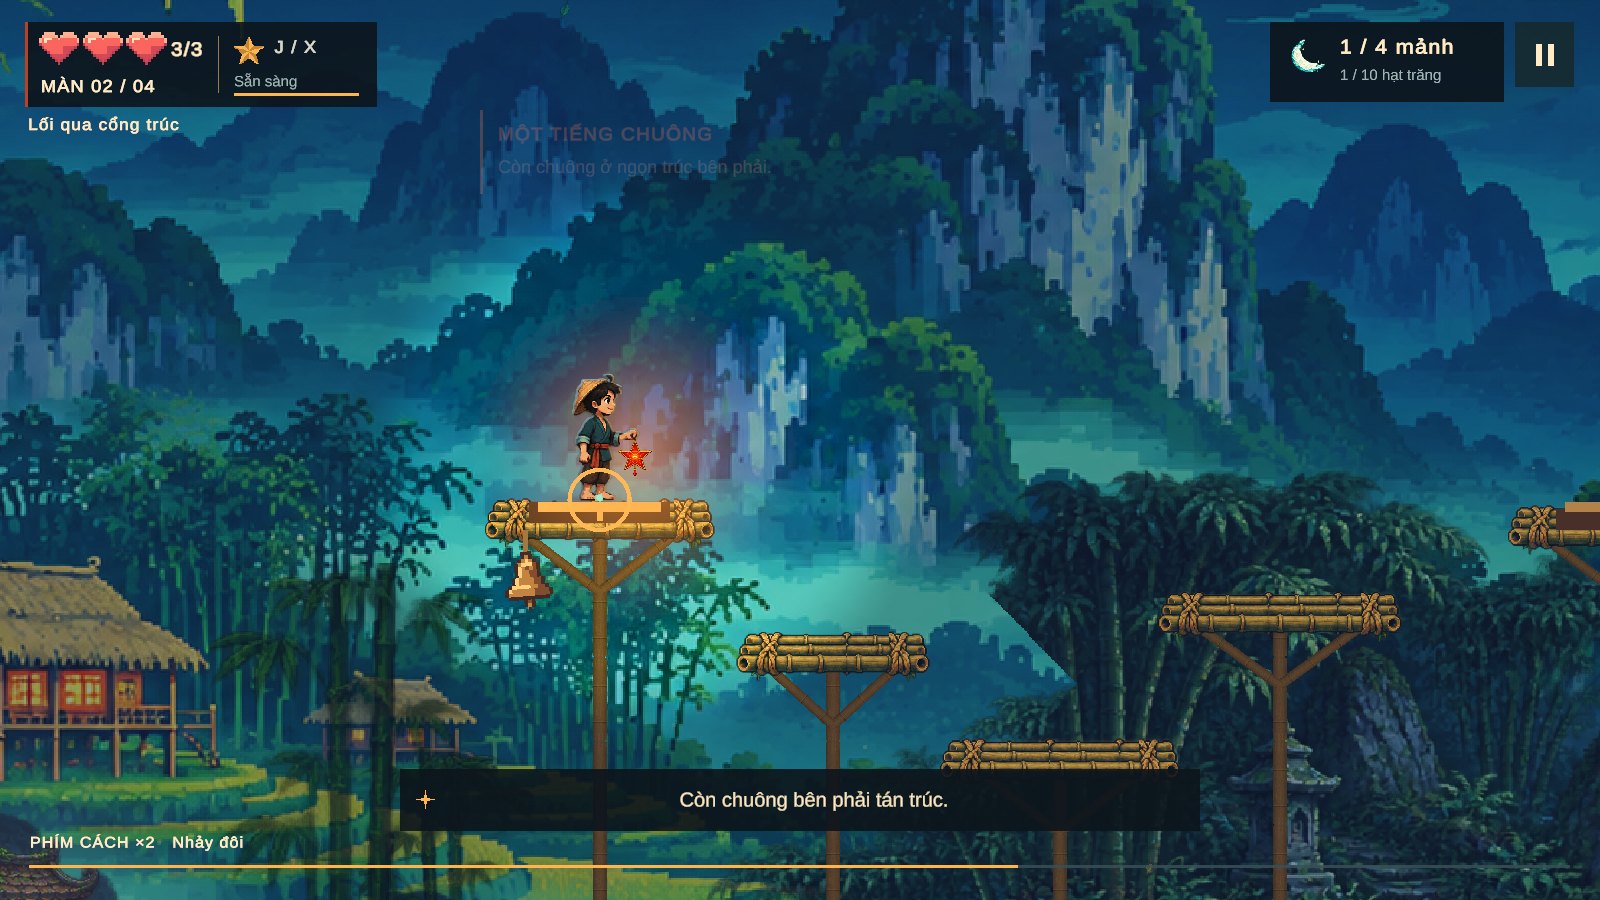 3/3
J / X
Sẵn sàng
MÀN 02 / 04
Lối qua cổng trúc
1 / 4 mảnh
1 / 10 hạt trăng
MỘT TIẾNG CHUÔNG
Còn chuông ở ngọn trúc bên phải.
Còn chuông bên phải tán trúc.
PHÍM CÁCH ×2 Nhảy đôi